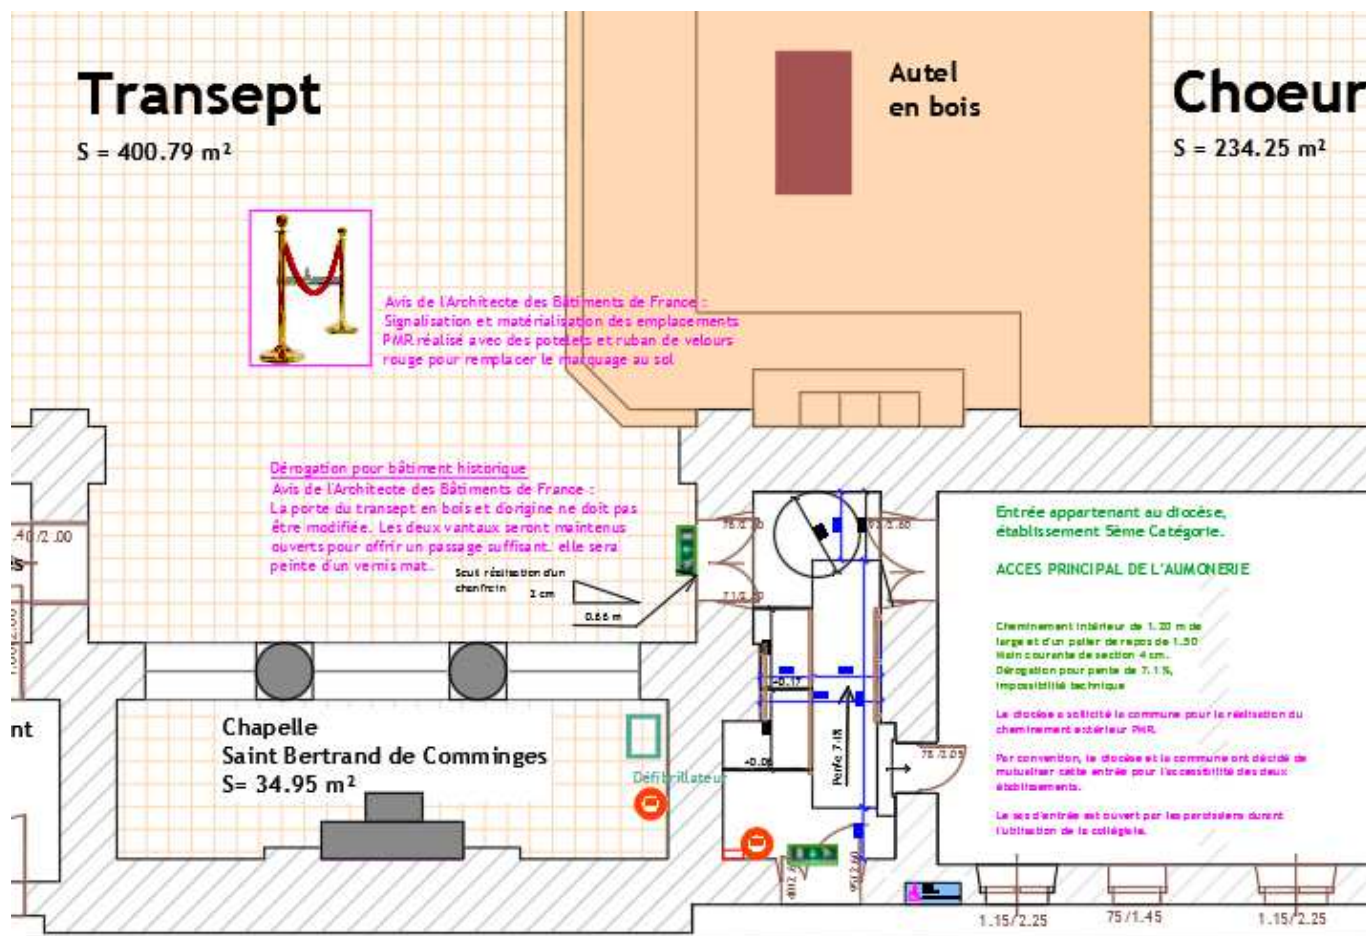 Transept
S = 400.79 m²
Autel
en bois
Choeur
S = 234.25 m²
Avis de l'Architecte des Bâtiments de France :
Signalisation et matérialisation des emplacements
PMR réalisé avec des potelets et ruban de velours
rouge pour remplacer le marquage au sol
Dérogation pour bâtiment historique
Avis de l'Architecte des Bâtiments de France :
La porte du transept en bois et d'origine ne doit pas
être modifiée. Les deux vantaux seront maintenus
ouverts pour offrir un passage suffisant. elle sera
peinte d'un vernis mat.
Seuil réalisation d'un
chanfrein
2 cm
0.66 m
Entrée appartenant au diocèse,
établissement 5ème Catégorie.
ACCES PRINCIPAL DE L'AUMONERIE
Cheminement intérieur de 1.20 m de
large et d'un palier de repos de 1.50
Main courante de section 4 cm.
Dérogation pour pente de 7.1%,
impossibilité technique
Le diocèse a sollicité la commune pour la réalisation du
cheminement extérieur PMR.
Par convention, le diocèse et la commune ont décidé de
mutualiser cette entrée pour l'accessibilité des deux
établissements.
Le sas d'entrée est ouvert par les paroissiens durant
l'utilisation de la collégiale.
nt
Chapelle
Saint Bertrand de Comminges
S= 34.95 m²
Défibrillateur
+0.17
75/2.05
1.15/2.25
75/1.45
1.15/2.25